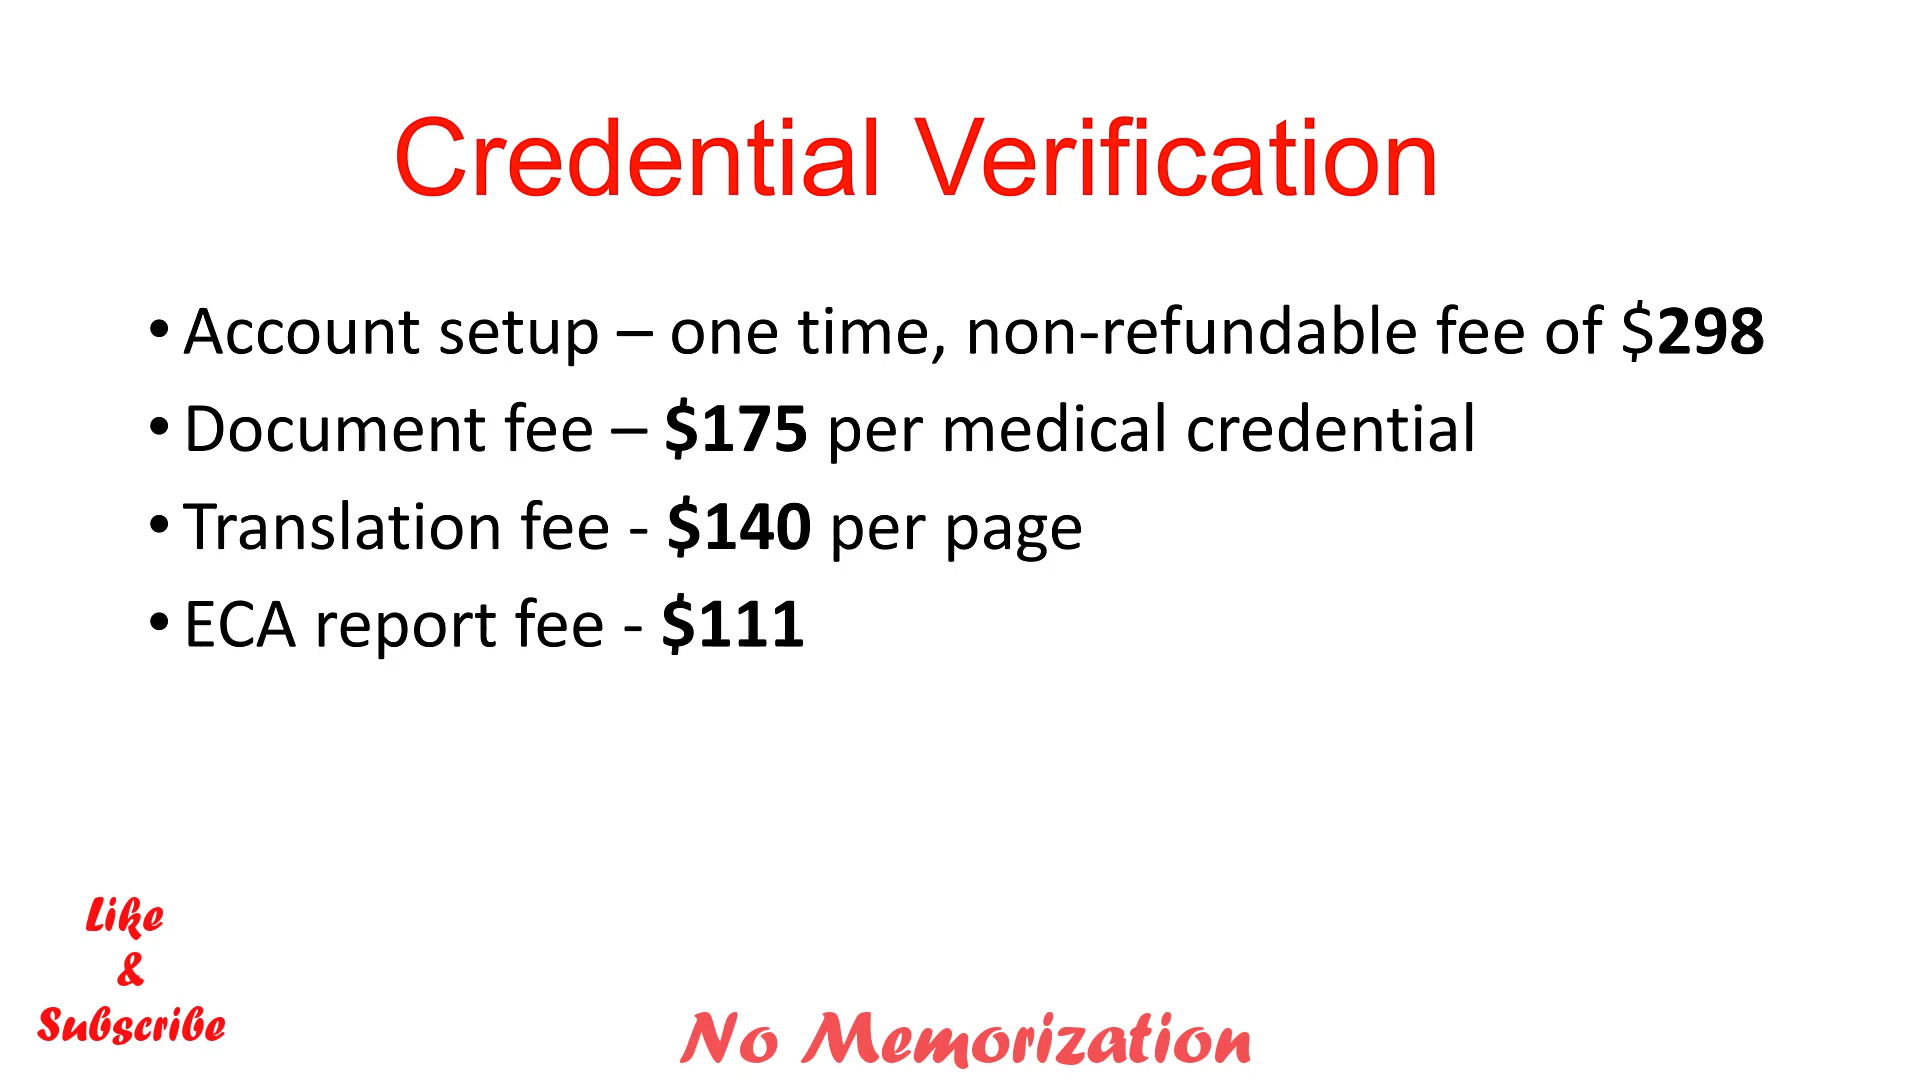 Credential Verification
• Account setup – one time, non-refundable fee of $298
• Document fee – $175 per medical credential
• Translation fee - $140 per page
• ECA report fee - $111
Like
&
Subscribe
No Memorization